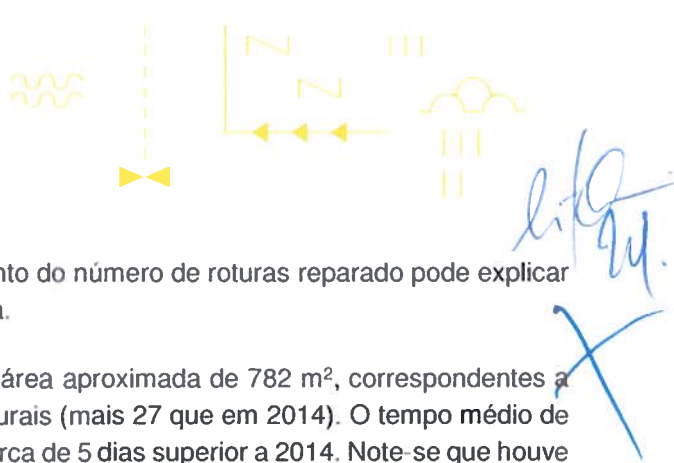 nto do número de roturas reparado pode explicar
a.
área aproximada de 782 m², correspondentes a
urais (mais 27 que em 2014). O tempo médio de
rca de 5 dias superior a 2014. Note-se que houve